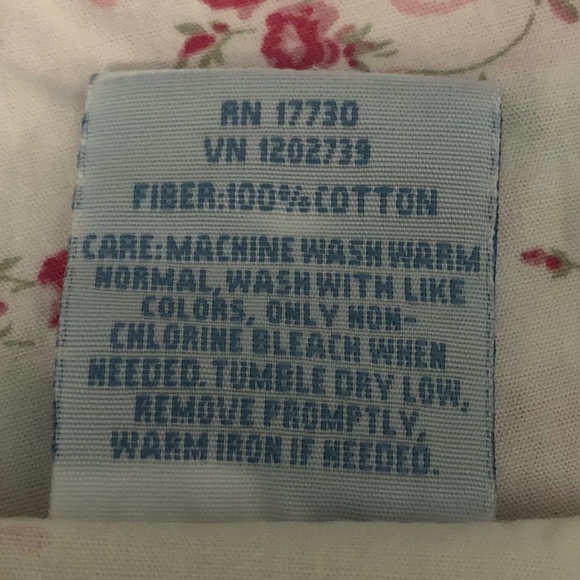 RN 17730
VN 1202739
FIBER:100% COTTON
CARE:MACHINE WASH WARM
NORMAL, WASH WITH LIKE
COLORS, ONLY NON-
CHLORINE BLEACH WHEN
NEEDED. TUMBLE DRY LOW,
REMOVE PROMPTLY,
WARM IRON IF NEEDED.